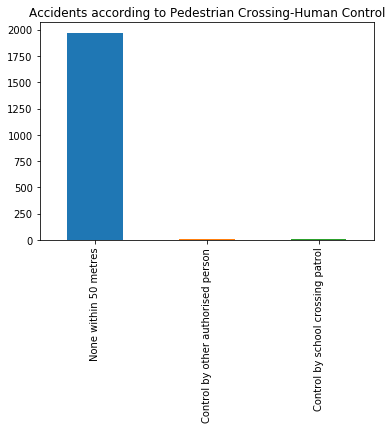 Accidents according to Pedestrian Crossing-Human Control
2000
1750
1500
1250
1000
750
500
250
0
None within 50 metres
Control by other authorised person
Control by school crossing patrol